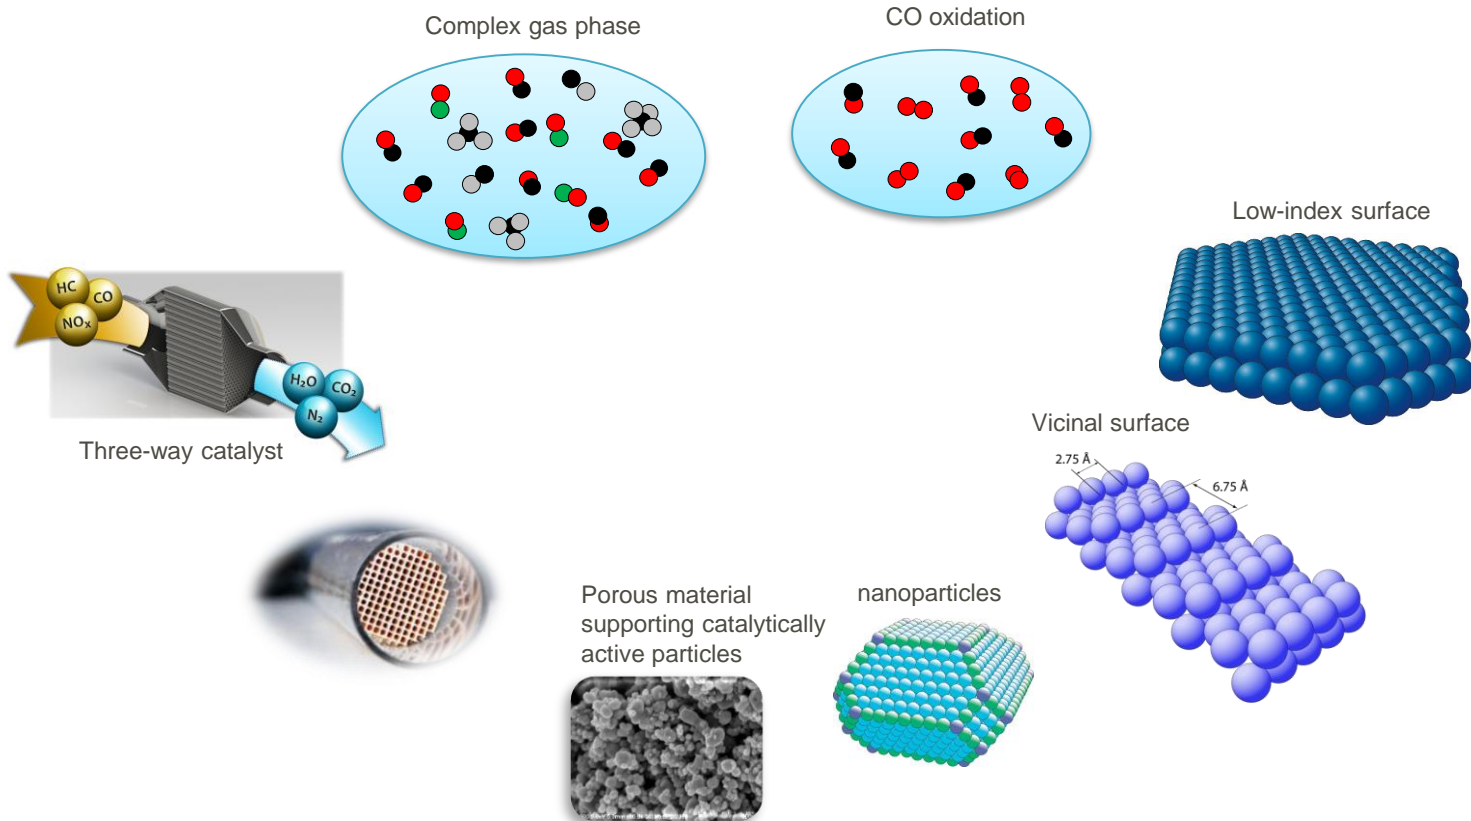 Complex gas phase
CO oxidation
Low-index surface
HC
CO
NOₓ
H₂O
CO₂
N₂
Three-way catalyst
Vicinal surface
2.75 Å
6.75 Å
Porous material
supporting catalytically
active particles
nanoparticles